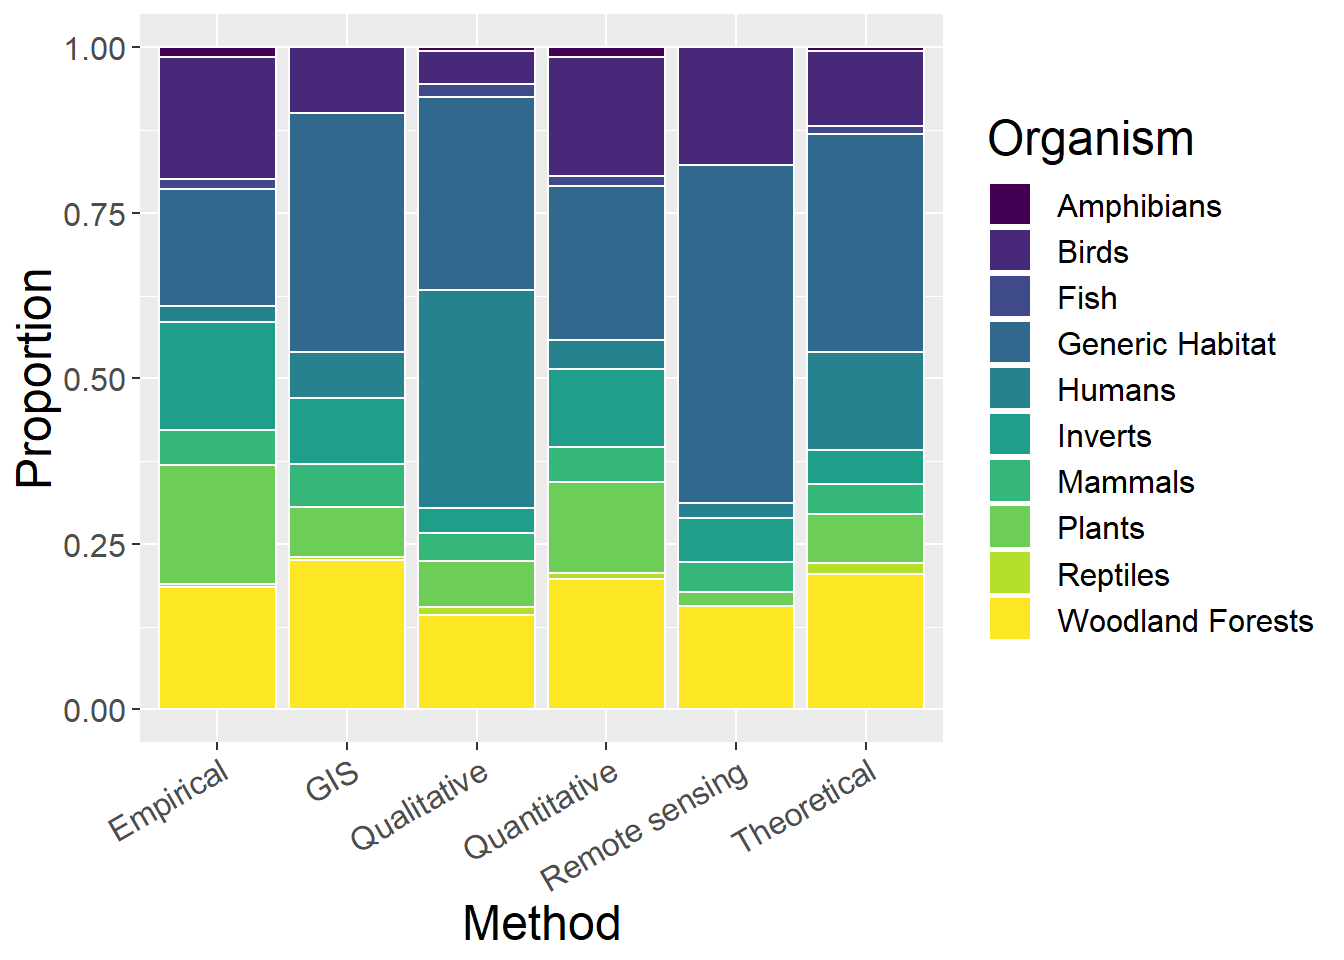 1.00
0.75
0.50
0.25
0.00
Proportion
Empirical
GIS
Qualitative
Quantitative
Remote sensing
Theoretical
Method
Organism
Amphibians
Birds
Fish
Generic Habitat
Humans
Inverts
Mammals
Plants
Reptiles
Woodland Forests